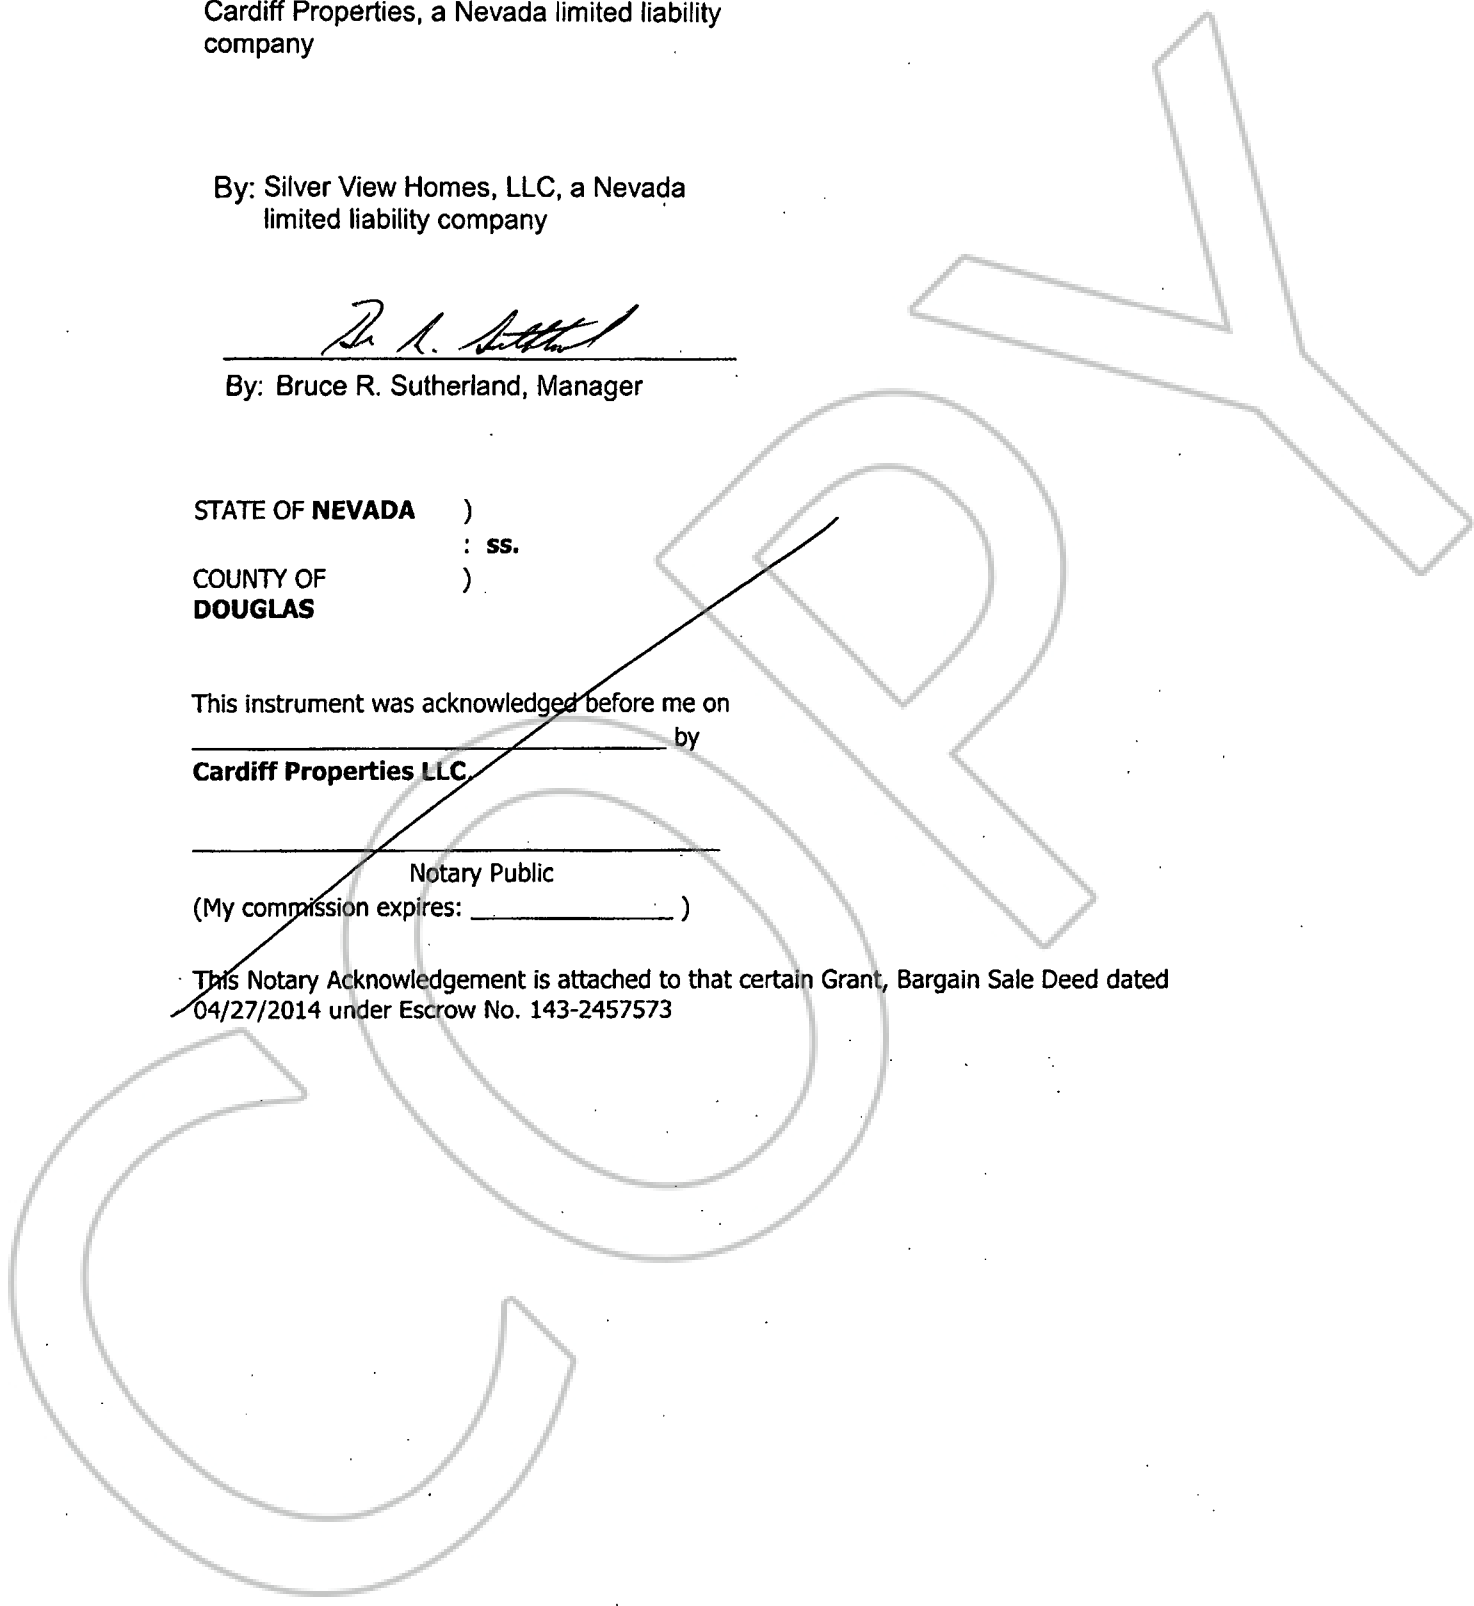 Cardiff Properties, a Nevada limited liability
company
By: Silver View Homes, LLC, a Nevada
limited liability company
By: Bruce R. Sutherland, Manager
STATE OF NEVADA )
: ss.
COUNTY OF )
DOUGLAS
This instrument was acknowledged before me on
by
Cardiff Properties LLC.
Notary Public
(My commission expires: )
This Notary Acknowledgement is attached to that certain Grant, Bargain Sale Deed dated
04/27/2014 under Escrow No. 143-2457573
COPY